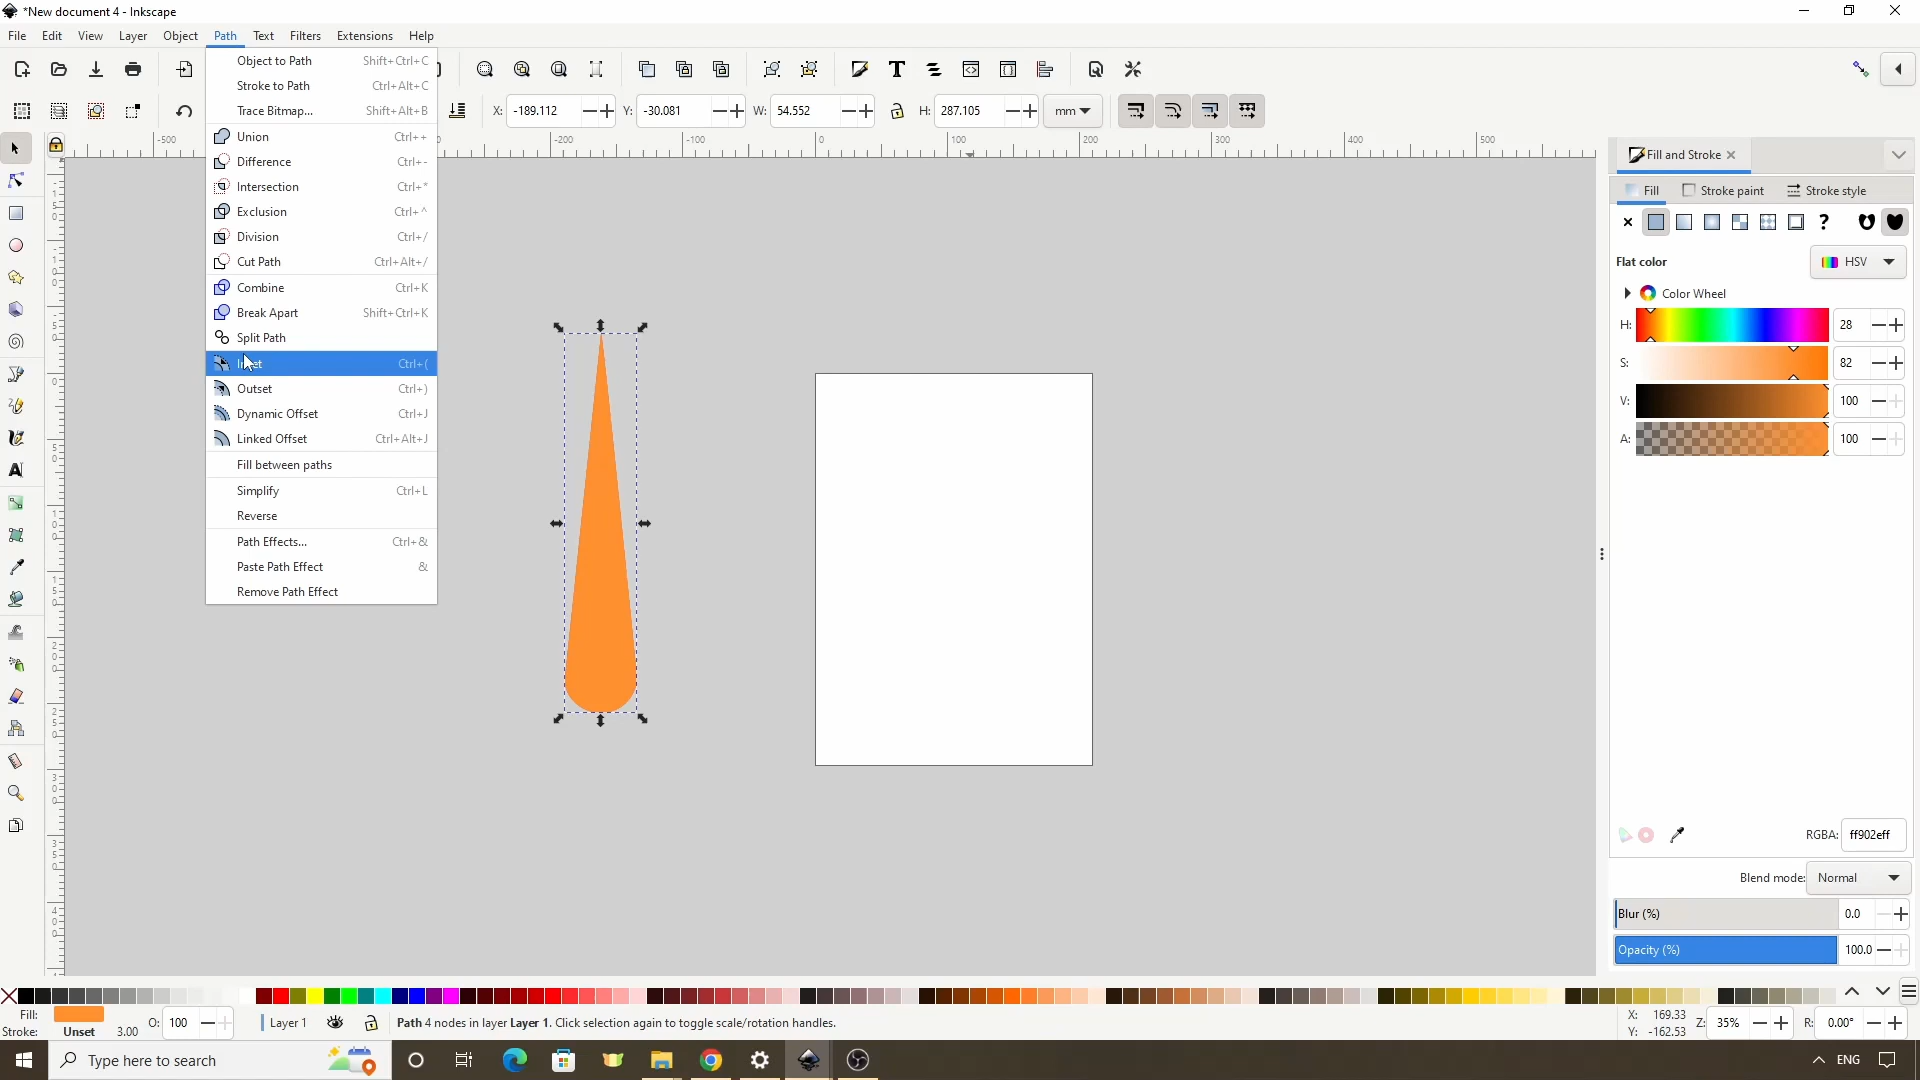 *New document 4 - Inkscape
File Edit View Layer Object Path Text Filters Extensions Help
X: -189.112 Y: -30.081 W: 54.552 H: 287.105 mm
Object to Path Shift+Ctrl+C
Stroke to Path Ctrl+Alt+C
Trace Bitmap... Shift+Alt+B
Union Ctrl++
Difference Ctrl+-
Intersection Ctrl+*
Exclusion Ctrl+^
Division Ctrl+/
Cut Path Ctrl+Alt+/
Combine Ctrl+K
Break Apart Shift+Ctrl+K
Split Path
Inset Ctrl+(
Outset Ctrl+)
Dynamic Offset Ctrl+J
Linked Offset Ctrl+Alt+J
Fill between paths
Simplify Ctrl+L
Reverse
Path Effects... Ctrl+&
Paste Path Effect &
Remove Path Effect
-500 -200 -100 0 100 200 300 400 500
Fill and Stroke
Fill Stroke paint Stroke style
?
Flat color HSV
Color Wheel
H: 28
S: 82
V: 100
A: 100
RGBA: ff902eff
Blend mode: Normal
Blur (%) 0.0
Opacity (%) 100.0
Fill:
Stroke: Unset 3.00
O: 100
Layer 1
Path 4 nodes in layer Layer 1. Click selection again to toggle scale/rotation handles.
X: 169.33
Y: -162.53
Z: 35%
R: 0.00°
Type here to search
ENG